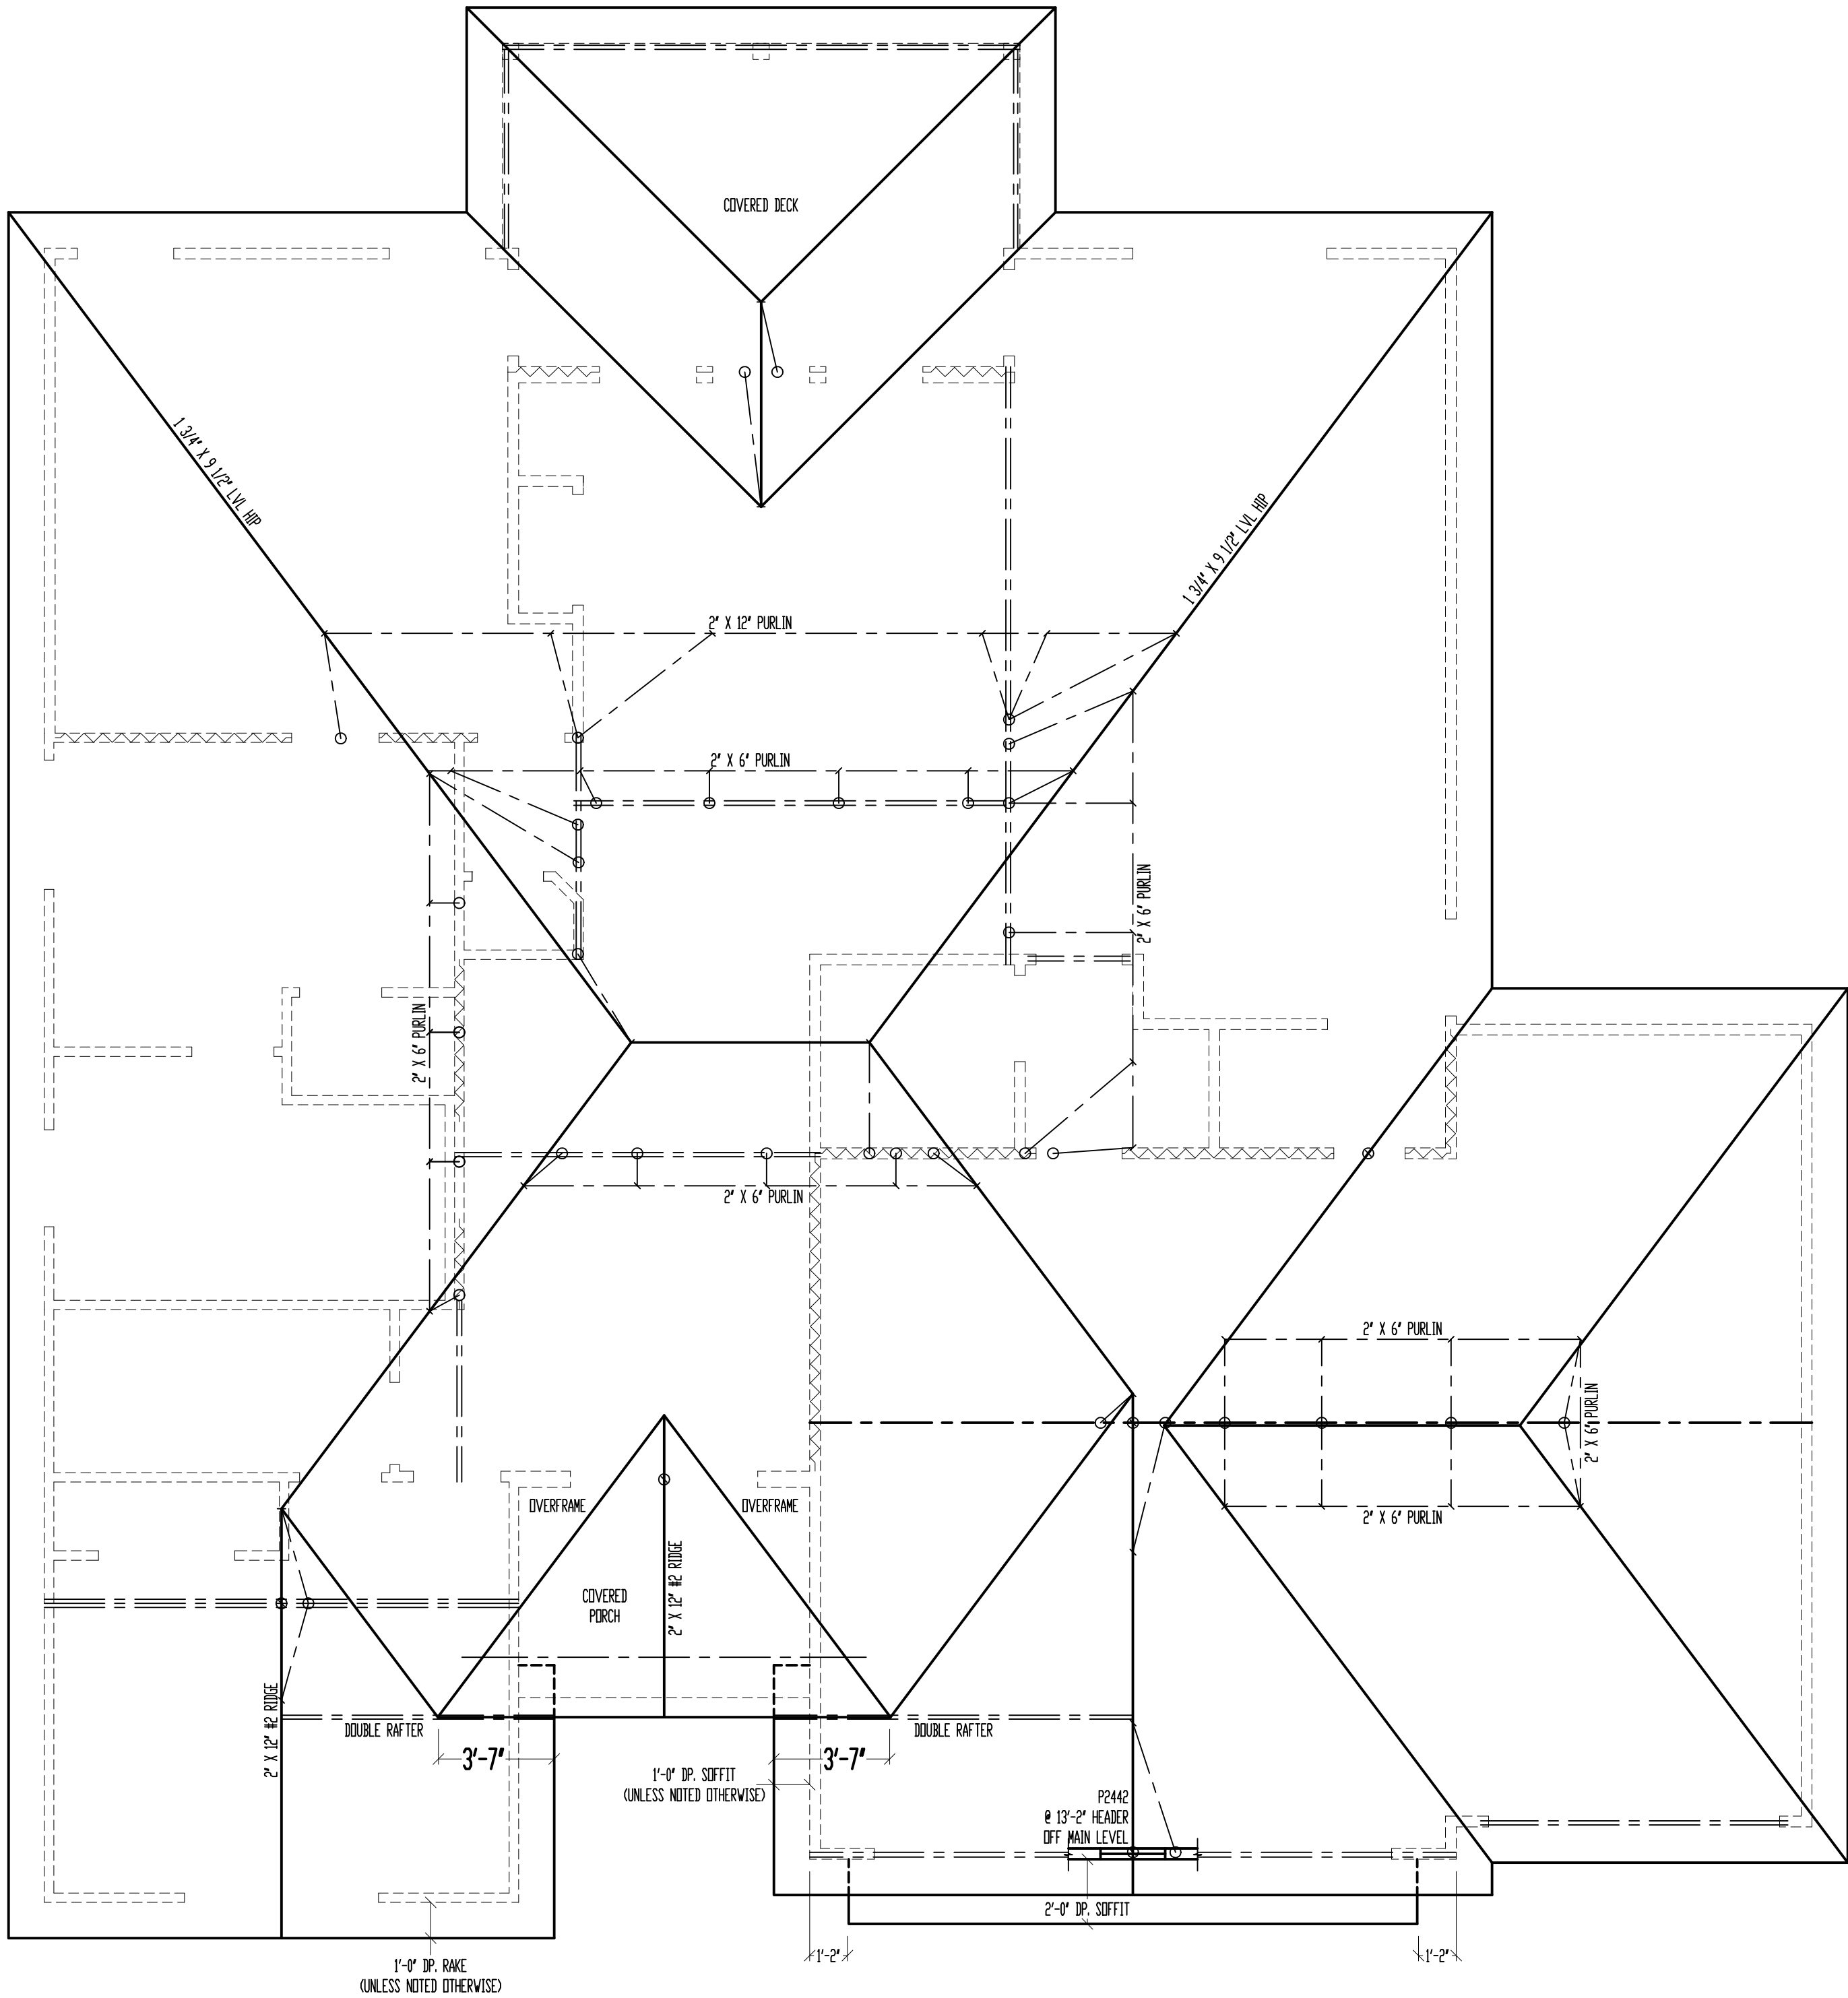 COVERED DECK
1 3/4" X 9 1/2" LVL HIP
1 3/4" X 9 1/2" LVL HIP
2" X 12" PURLIN
2" X 6" PURLIN
2" X 6" PURLIN
2" X 6" PURLIN
2" X 6" PURLIN
2" X 6" PURLIN
2" X 6" PURLIN
2" X 6" PURLIN
OVERFRAME
OVERFRAME
COVERED
PORCH
2" X 12" #2 RIDGE
2" X 12" #2 RIDGE
DOUBLE RAFTER
DOUBLE RAFTER
3'-7"
3'-7"
1'-0" DP. SOFFIT
(UNLESS NOTED OTHERWISE)
P2442
@ 13'-2" HEADER
OFF MAIN LEVEL
2'-0" DP. SOFFIT
1'-2"
1'-2"
1'-0" DP. RAKE
(UNLESS NOTED OTHERWISE)